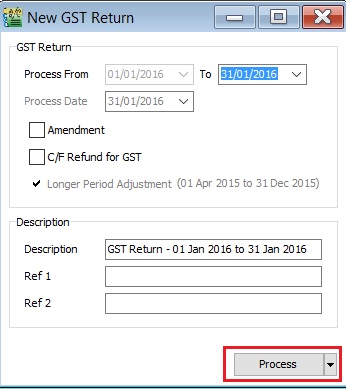 New GST Return
GST Return
Process From 01/01/2016 To 31/01/2016
Process Date 31/01/2016
Amendment
C/F Refund for GST
Longer Period Adjustment (01 Apr 2015 to 31 Dec 2015)
Description
Description GST Return - 01 Jan 2016 to 31 Jan 2016
Ref 1
Ref 2
Process